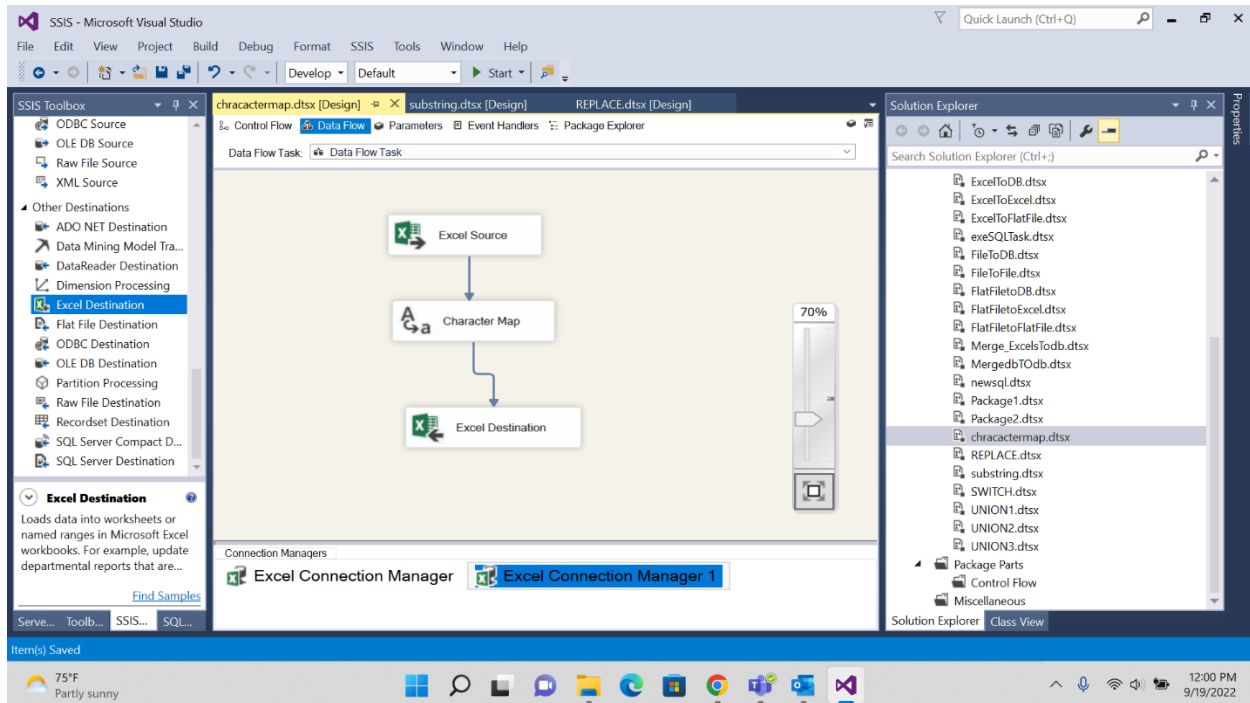 SSIS - Microsoft Visual Studio
Quick Launch (Ctrl+Q)
File Edit View Project Build Debug Format SSIS Tools Window Help
Develop Default Start
SSIS Toolbox
ODBC Source
OLE DB Source
Raw File Source
XML Source
Other Destinations
ADO NET Destination
Data Mining Model Tra...
DataReader Destination
Dimension Processing
Excel Destination
Flat File Destination
ODBC Destination
OLE DB Destination
Partition Processing
Raw File Destination
Recordset Destination
SQL Server Compact D...
SQL Server Destination
Excel Destination
Loads data into worksheets or
named ranges in Microsoft Excel
workbooks. For example, update
departmental reports that are...
Find Samples
Serve... Toolb... SSIS... SQL...
chracactermap.dtsx [Design] substring.dtsx [Design] REPLACE.dtsx [Design]
Control Flow Data Flow Parameters Event Handlers Package Explorer
Data Flow Task: Data Flow Task
Excel Source
A
a
Character Map
Excel Destination
70%
Connection Managers
Excel Connection Manager Excel Connection Manager 1
Solution Explorer
Search Solution Explorer (Ctrl+;)
ExcelToDB.dtsx
ExcelToExcel.dtsx
ExcelToFlatFile.dtsx
exeSQLTask.dtsx
FileToDB.dtsx
FileToFile.dtsx
FlatFiletoDB.dtsx
FlatFiletoExcel.dtsx
FlatFiletoFlatFile.dtsx
Merge_ExcelsTodb.dtsx
MergedbTOdb.dtsx
newsql.dtsx
Package1.dtsx
Package2.dtsx
chracactermap.dtsx
REPLACE.dtsx
substring.dtsx
SWITCH.dtsx
UNION1.dtsx
UNION2.dtsx
UNION3.dtsx
Package Parts
Control Flow
Miscellaneous
Solution Explorer Class View
Properties
Item(s) Saved
75°F
Partly sunny
12:00 PM
9/19/2022